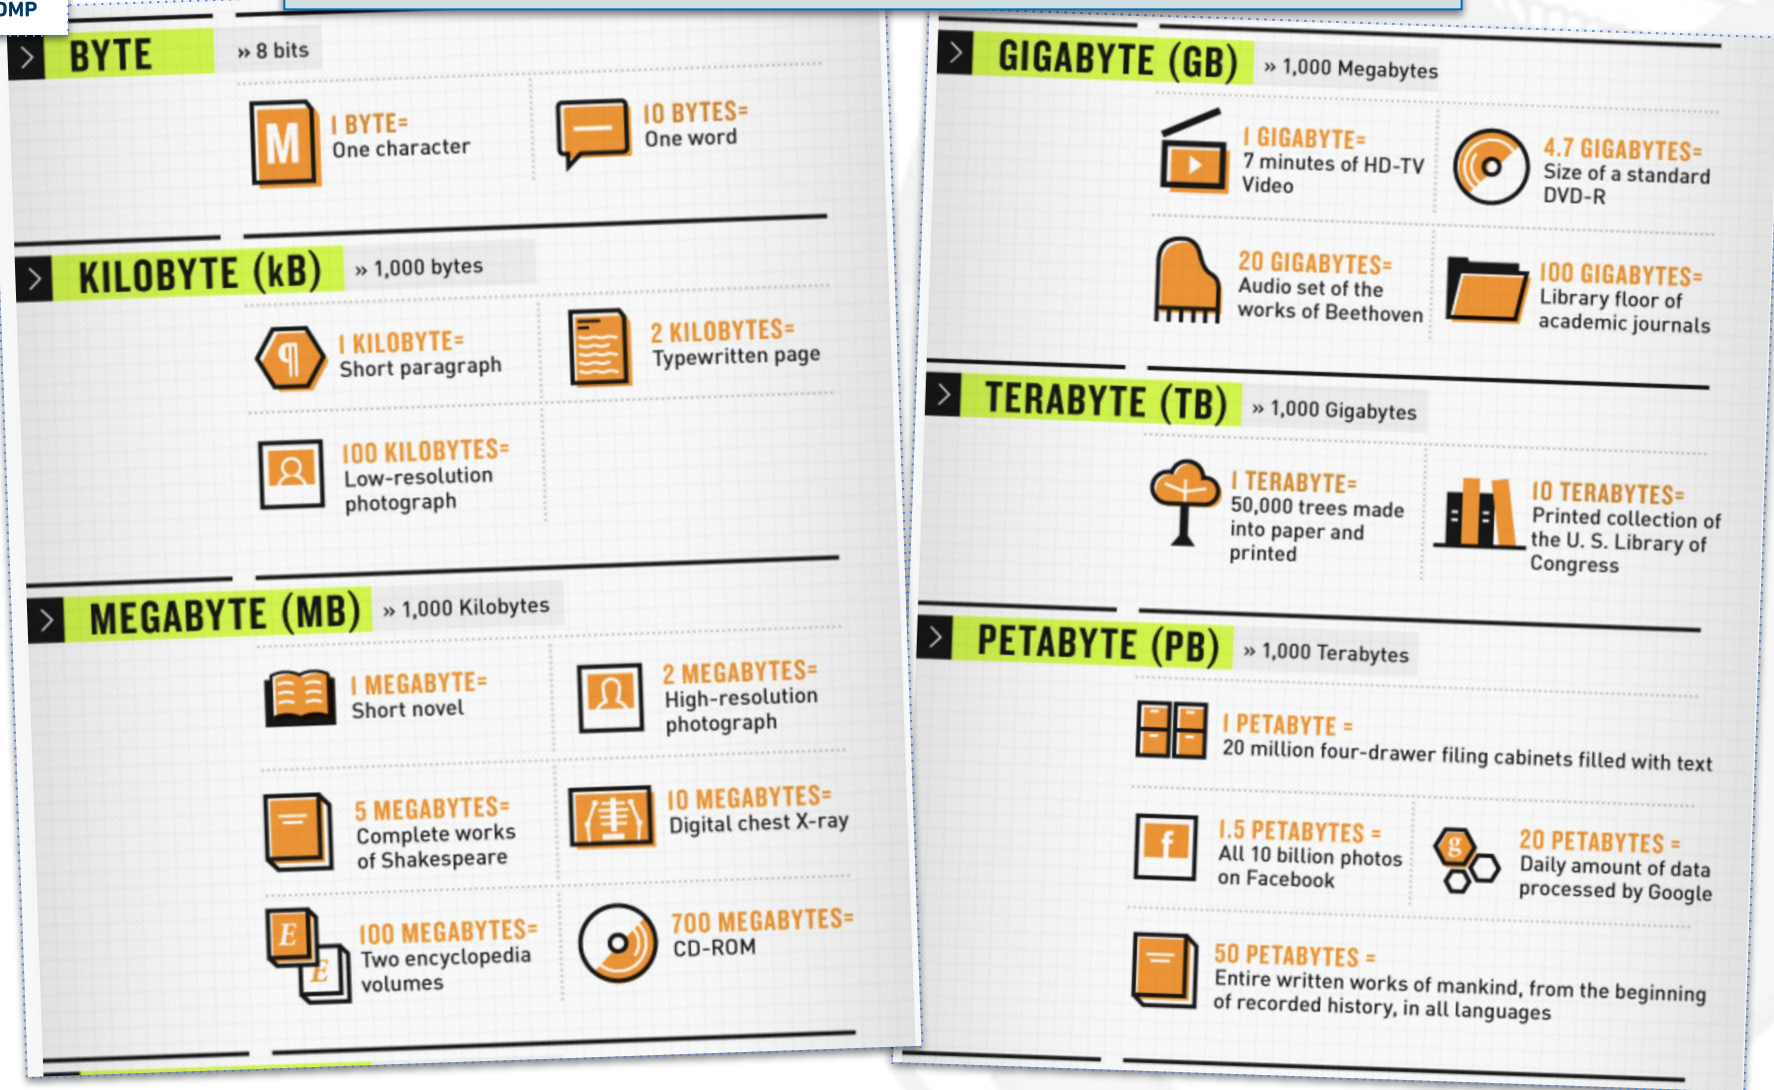 OMP
BYTE
» 8 bits
M
1 BYTE=
One character
10 BYTES=
One word
KILOBYTE (kB)
» 1,000 bytes
¶
1 KILOBYTE=
Short paragraph
2 KILOBYTES=
Typewritten page
100 KILOBYTES=
Low-resolution
photograph
MEGABYTE (MB)
» 1,000 Kilobytes
1 MEGABYTE=
Short novel
2 MEGABYTES=
High-resolution
photograph
5 MEGABYTES=
Complete works
of Shakespeare
10 MEGABYTES=
Digital chest X-ray
E
E
100 MEGABYTES=
Two encyclopedia
volumes
700 MEGABYTES=
CD-ROM
GIGABYTE (GB)
» 1,000 Megabytes
1 GIGABYTE=
7 minutes of HD-TV
Video
4.7 GIGABYTES=
Size of a standard
DVD-R
20 GIGABYTES=
Audio set of the
works of Beethoven
100 GIGABYTES=
Library floor of
academic journals
TERABYTE (TB)
» 1,000 Gigabytes
1 TERABYTE=
50,000 trees made
into paper and
printed
10 TERABYTES=
Printed collection of
the U. S. Library of
Congress
PETABYTE (PB)
» 1,000 Terabytes
1 PETABYTE =
20 million four-drawer filing cabinets filled with text
f
1.5 PETABYTES =
All 10 billion photos
on Facebook
g
20 PETABYTES =
Daily amount of data
processed by Google
50 PETABYTES =
Entire written works of mankind, from the beginning
of recorded history, in all languages